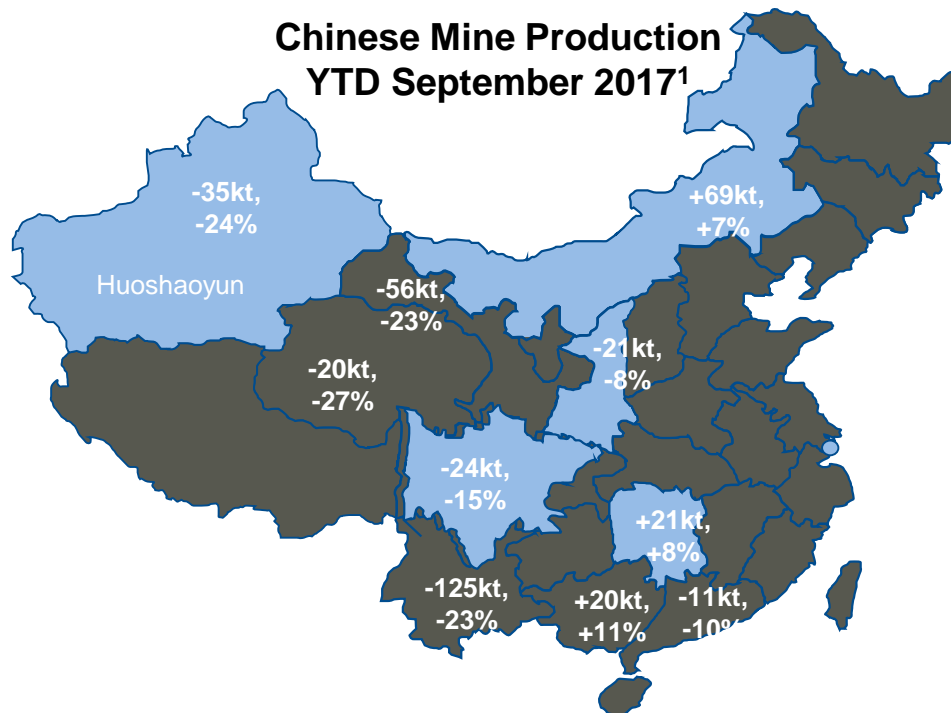 Chinese Mine Production
YTD September 2017¹
-35kt,
-24%
+69kt,
+7%
Huoshaoyun
-56kt,
-23%
-21kt,
-8%
-20kt,
-27%
-24kt,
-15%
+21kt,
+8%
-125kt,
-23%
+20kt,
+11%
-11kt,
-10%